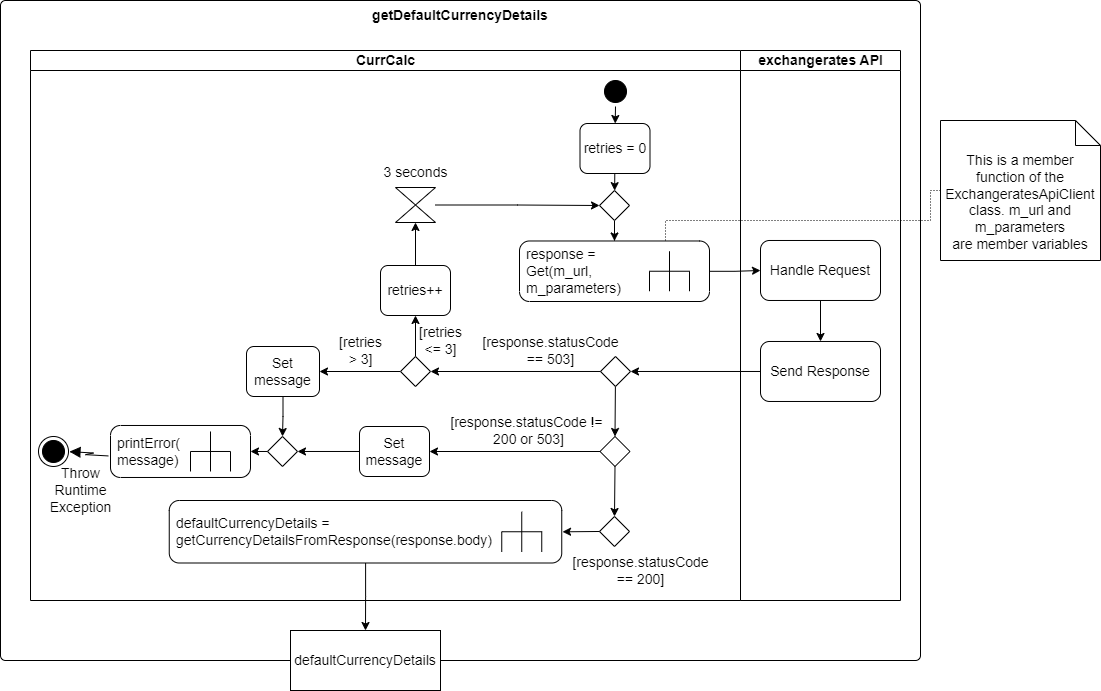 getDefaultCurrencyDetails
CurrCalc
exchangerates API
retries = 0
3 seconds
This is a member
function of the
ExchangeratesApiClient
class. m_url and
m_parameters
are member variables
response =
Get(m_url,
m_parameters)
Handle Request
retries++
[retries
<= 3]
[retries
> 3]
[response.statusCode
== 503]
Set
message
Send Response
[response.statusCode !=
200 or 503]
Set
message
printError(
message)
Throw
Runtime
Exception
defaultCurrencyDetails =
getCurrencyDetailsFromResponse(response.body)
[response.statusCode
== 200]
defaultCurrencyDetails